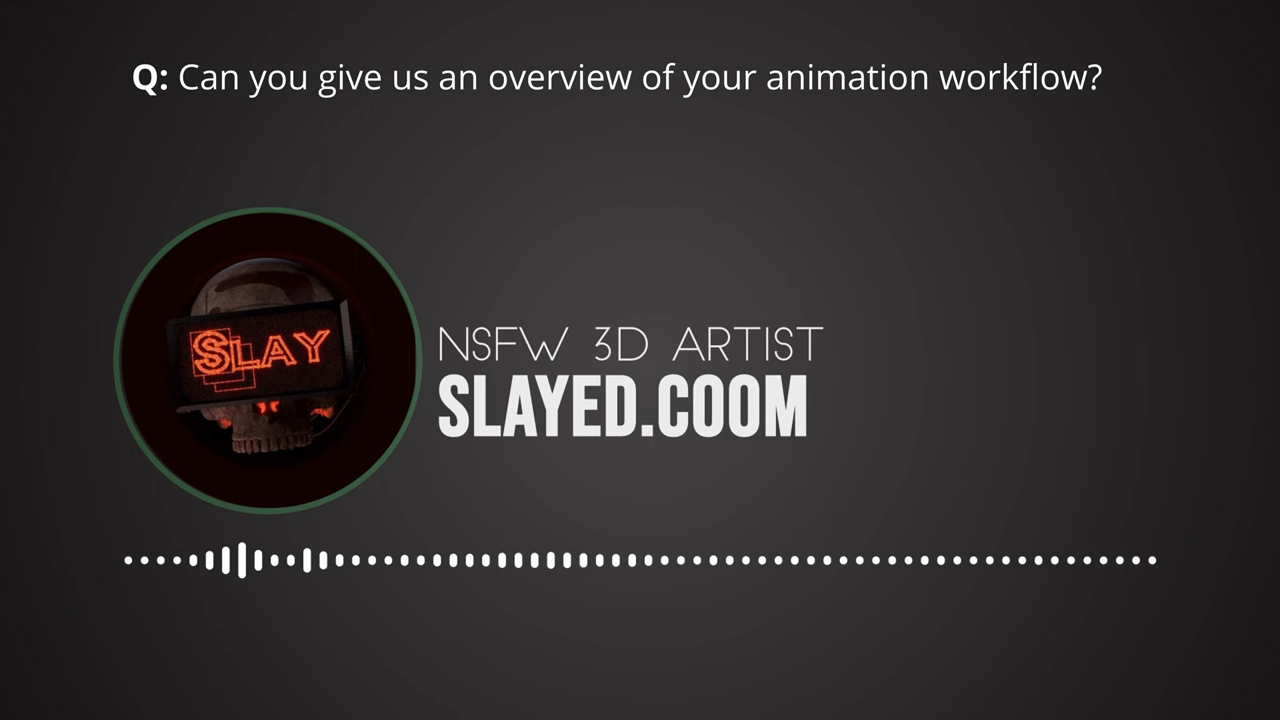 Q: Can you give us an overview of your animation workflow?
SLAY
NSFW 3D ARTIST
SLAYED.COOM